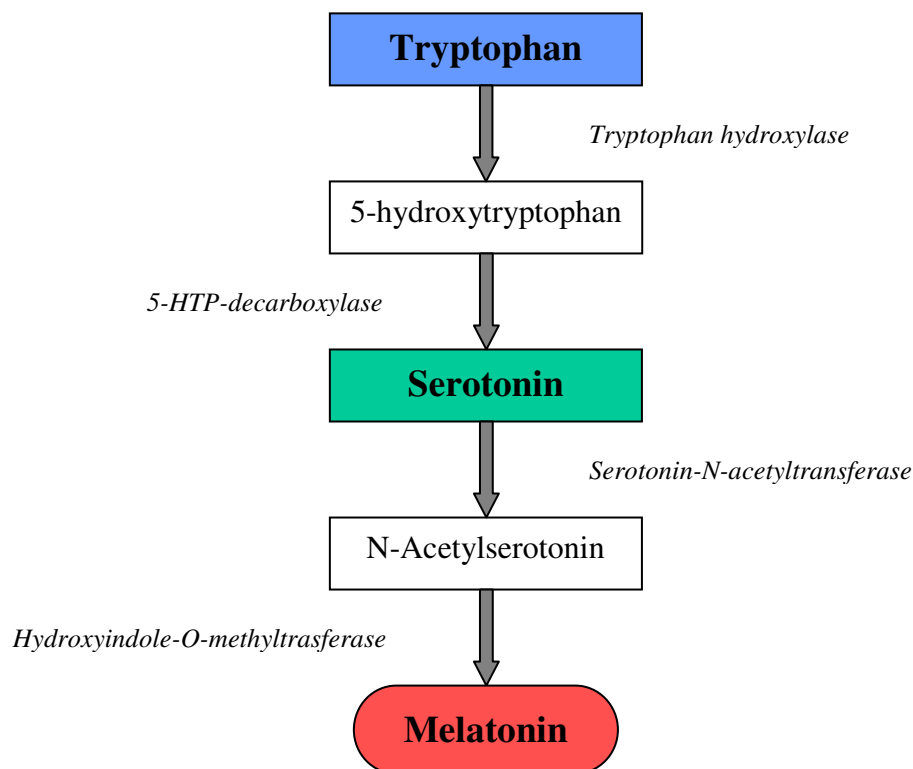 Tryptophan
Tryptophan hydroxylase
5-hydroxytryptophan
5-HTP-decarboxylase
Serotonin
Serotonin-N-acetyltransferase
N-Acetylserotonin
Hydroxyindole-O-methyltrasferase
Melatonin